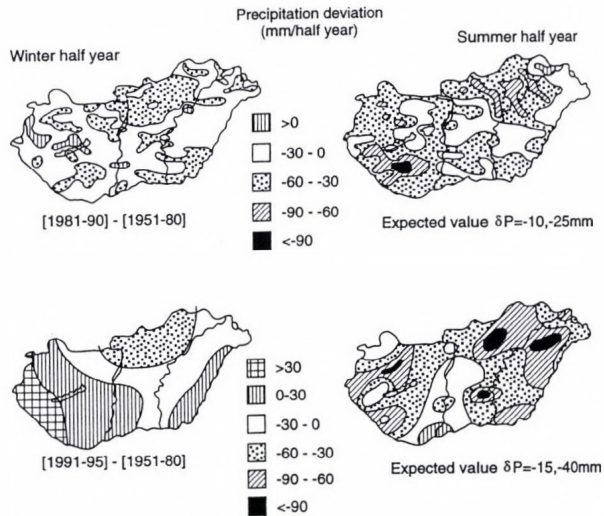 Precipitation deviation
(mm/half year)
Winter half year
Summer half year
>0
-30 - 0
-60 - -30
-90 - -60
<-90
[1981-90] - [1951-80]
Expected value δP=-10,-25mm
>30
0-30
-30 - 0
-60 - -30
-90 - -60
<-90
[1991-95] - [1951-80]
Expected value δP=-15,-40mm